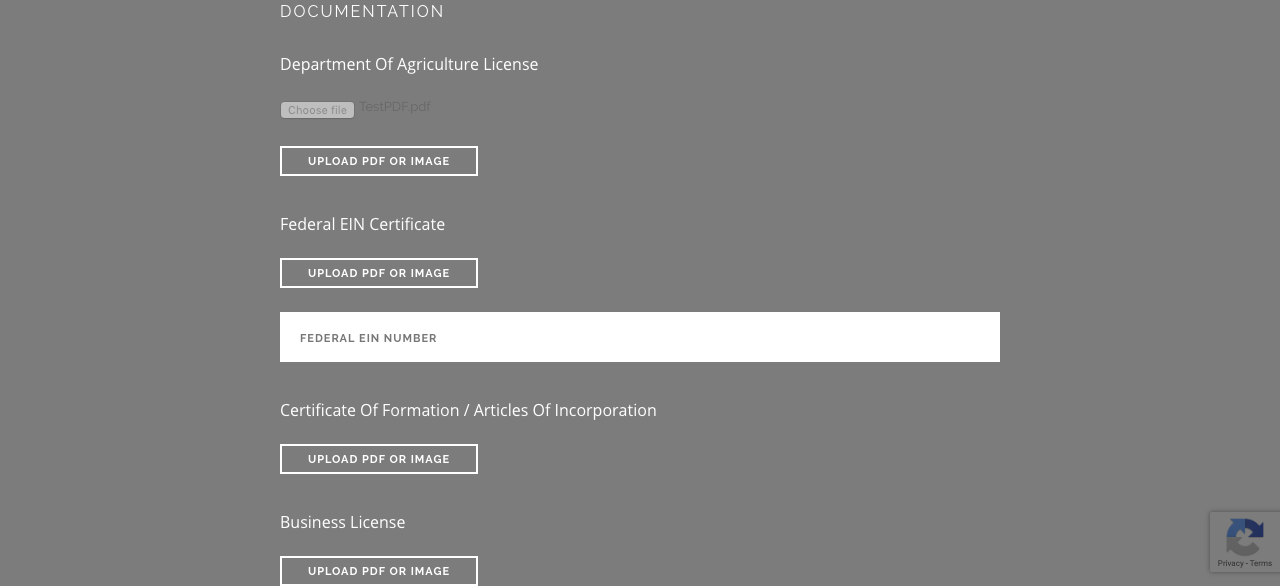 DOCUMENTATION
Department Of Agriculture License
Choose file TestPDF.pdf
UPLOAD PDF OR IMAGE
Federal EIN Certificate
UPLOAD PDF OR IMAGE
FEDERAL EIN NUMBER
Certificate Of Formation / Articles Of Incorporation
UPLOAD PDF OR IMAGE
Business License
UPLOAD PDF OR IMAGE
Privacy - Terms